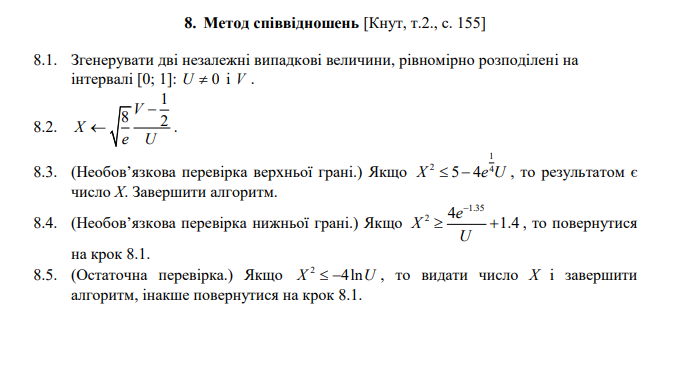 8. Метод співвідношень [Кнут, т.2., с. 155]
8.1. Згенерувати дві незалежні випадкові величини, рівномірно розподілені на
інтервалі [0; 1]: U ≠ 0 і V .
8.2. X ← √(8/e) (V − 1/2)/U .
8.3. (Необов’язкова перевірка верхньої грані.) Якщо X² ≤ 5 − 4e^(1/4)U , то результатом є
число X. Завершити алгоритм.
8.4. (Необов’язкова перевірка нижньої грані.) Якщо X² ≥ 4e^(−1.35)/U + 1.4 , то повернутися
на крок 8.1.
8.5. (Остаточна перевірка.) Якщо X² ≤ −4 ln U , то видати число X і завершити
алгоритм, інакше повернутися на крок 8.1.